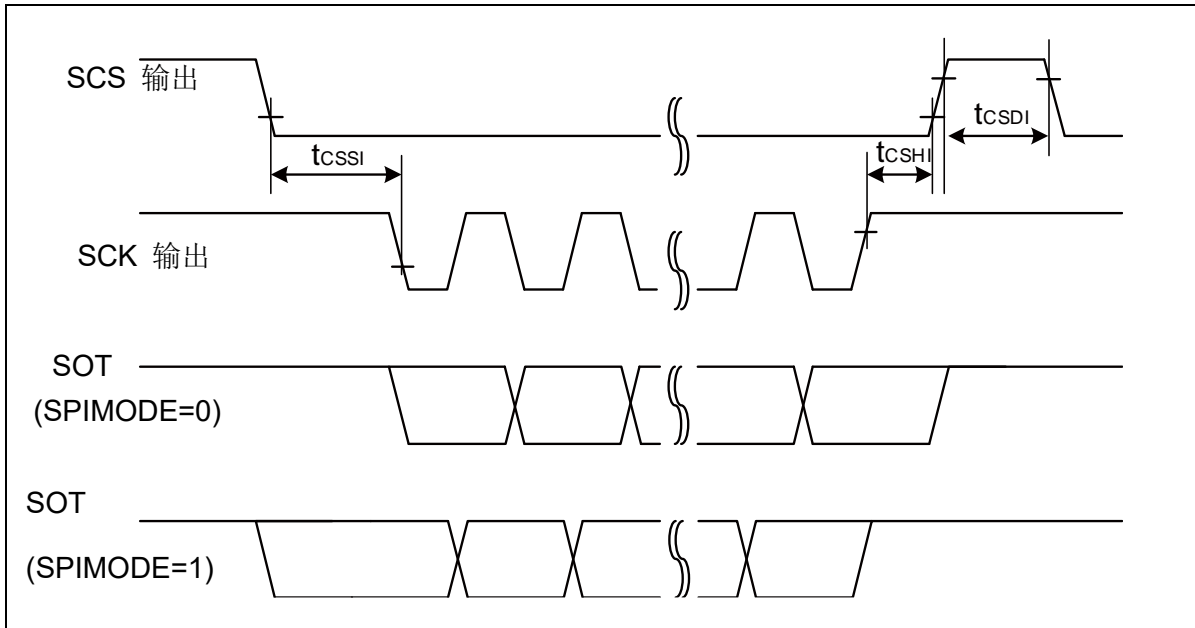 SCS 输出
tCSSI
tCSHI
tCSDI
SCK 输出
SOT
(SPIMODE=0)
SOT
(SPIMODE=1)